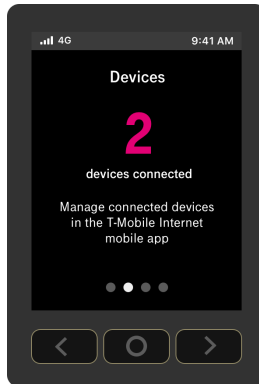 4G 9:41 AM
Devices
2
devices connected
Manage connected devices
in the T-Mobile Internet
mobile app